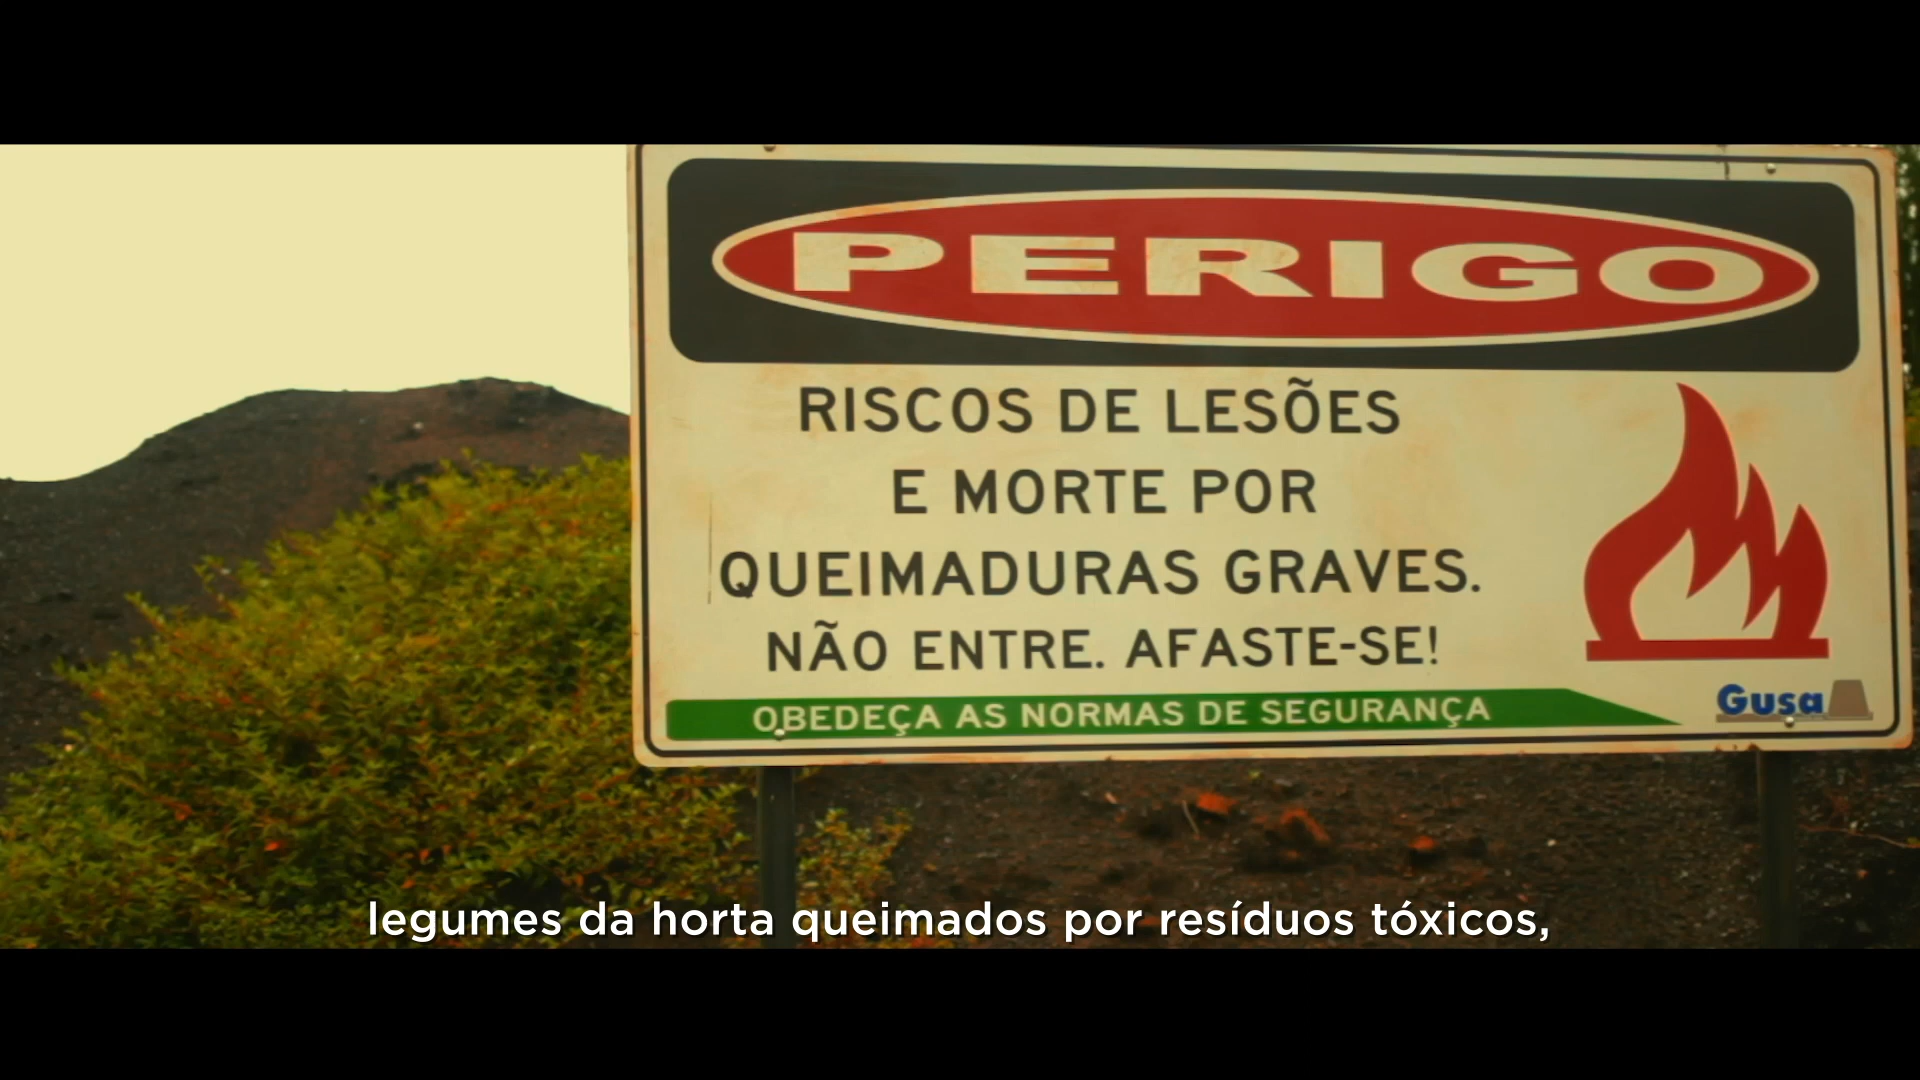 PERIGO
RISCOS DE LESÕES
E MORTE POR
QUEIMADURAS GRAVES.
NÃO ENTRE. AFASTE-SE!
OBEDEÇA AS NORMAS DE SEGURANÇA
Gusa
legumes da horta queimados por resíduos tóxicos,